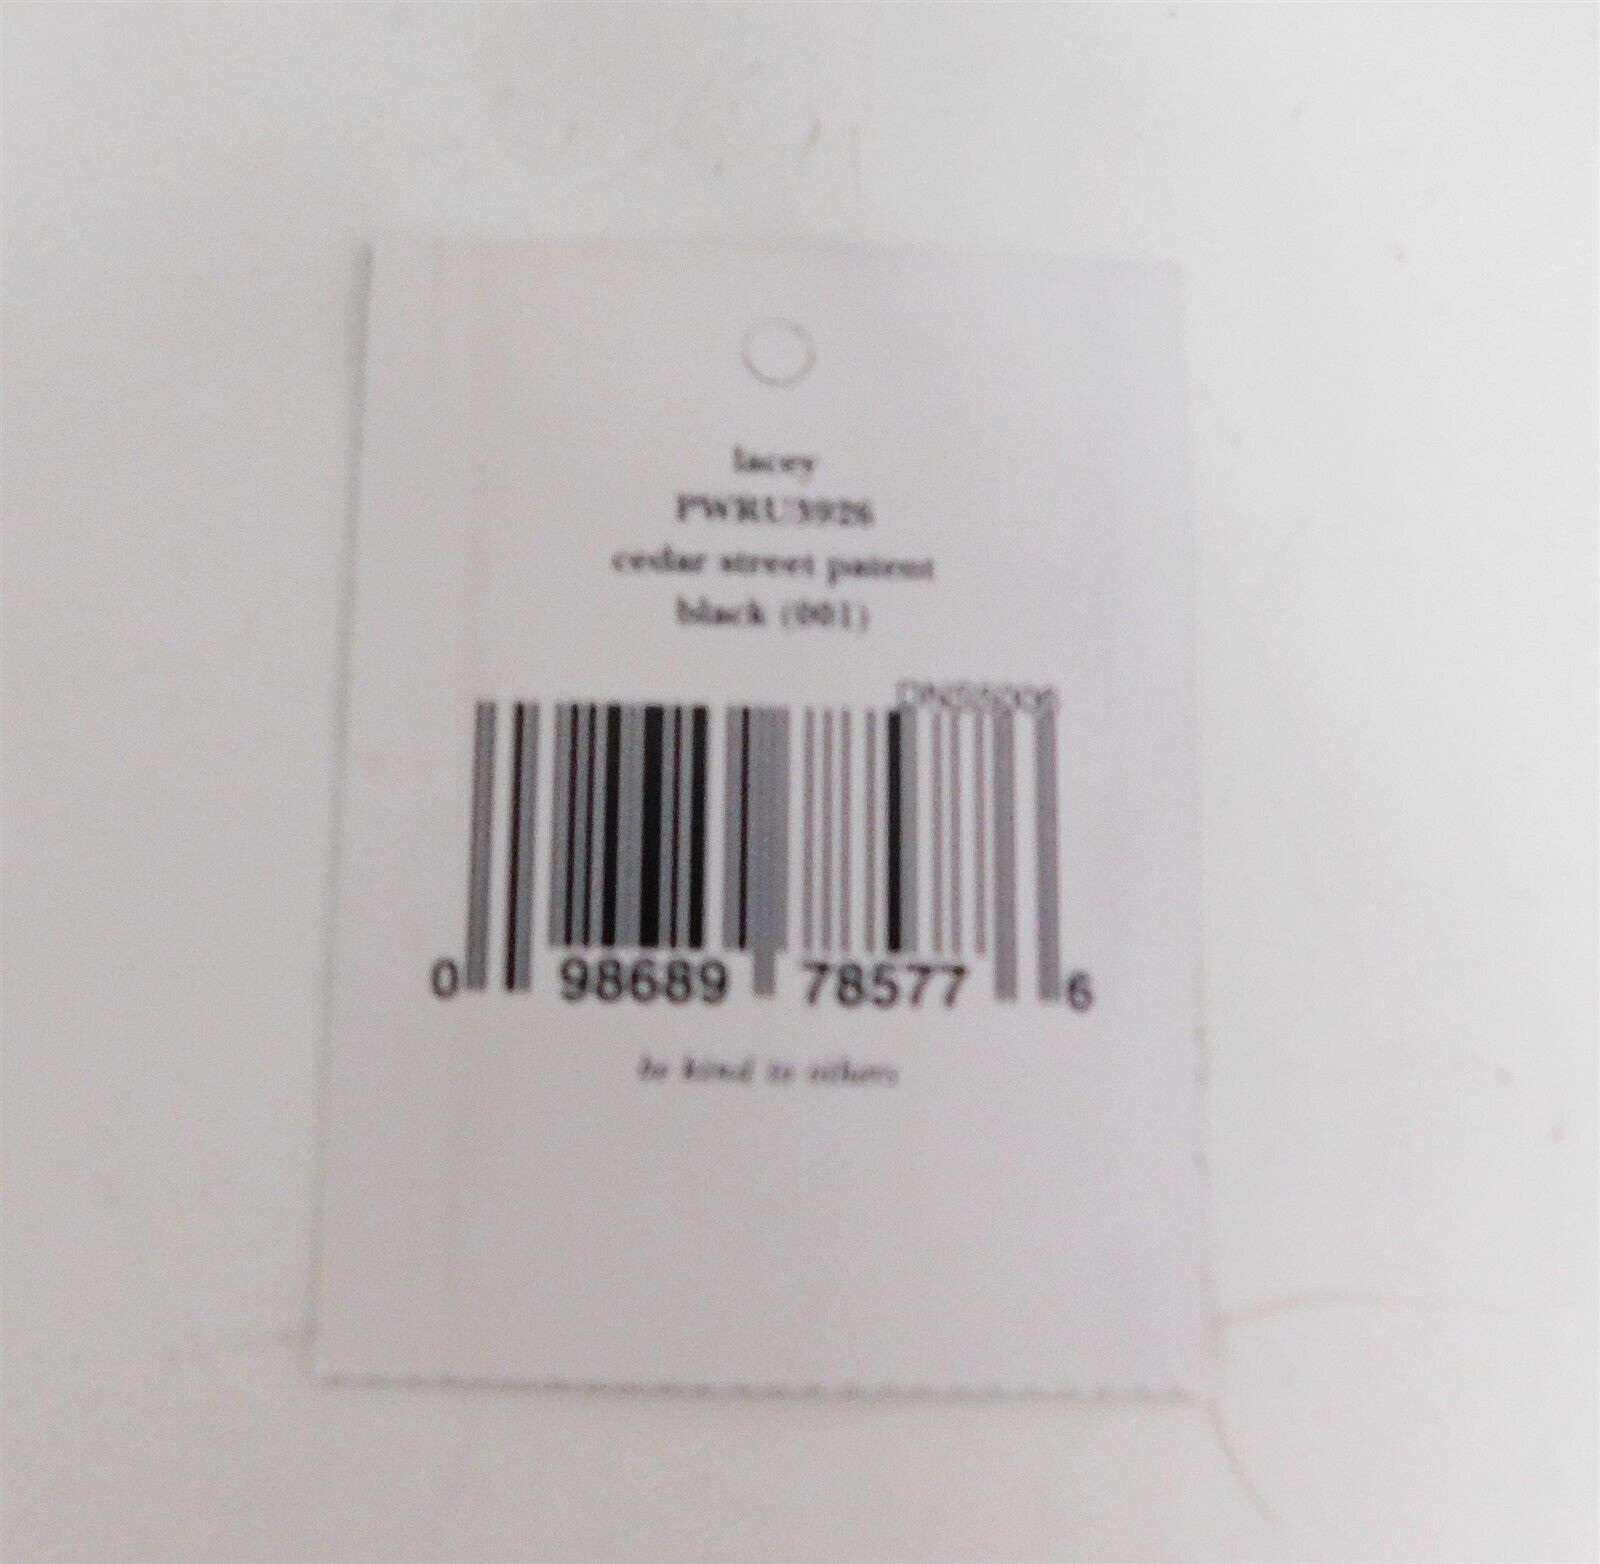 lacey
PWRU3926
cedar street patent
black (001)
0 98689 78577 6
be kind to others